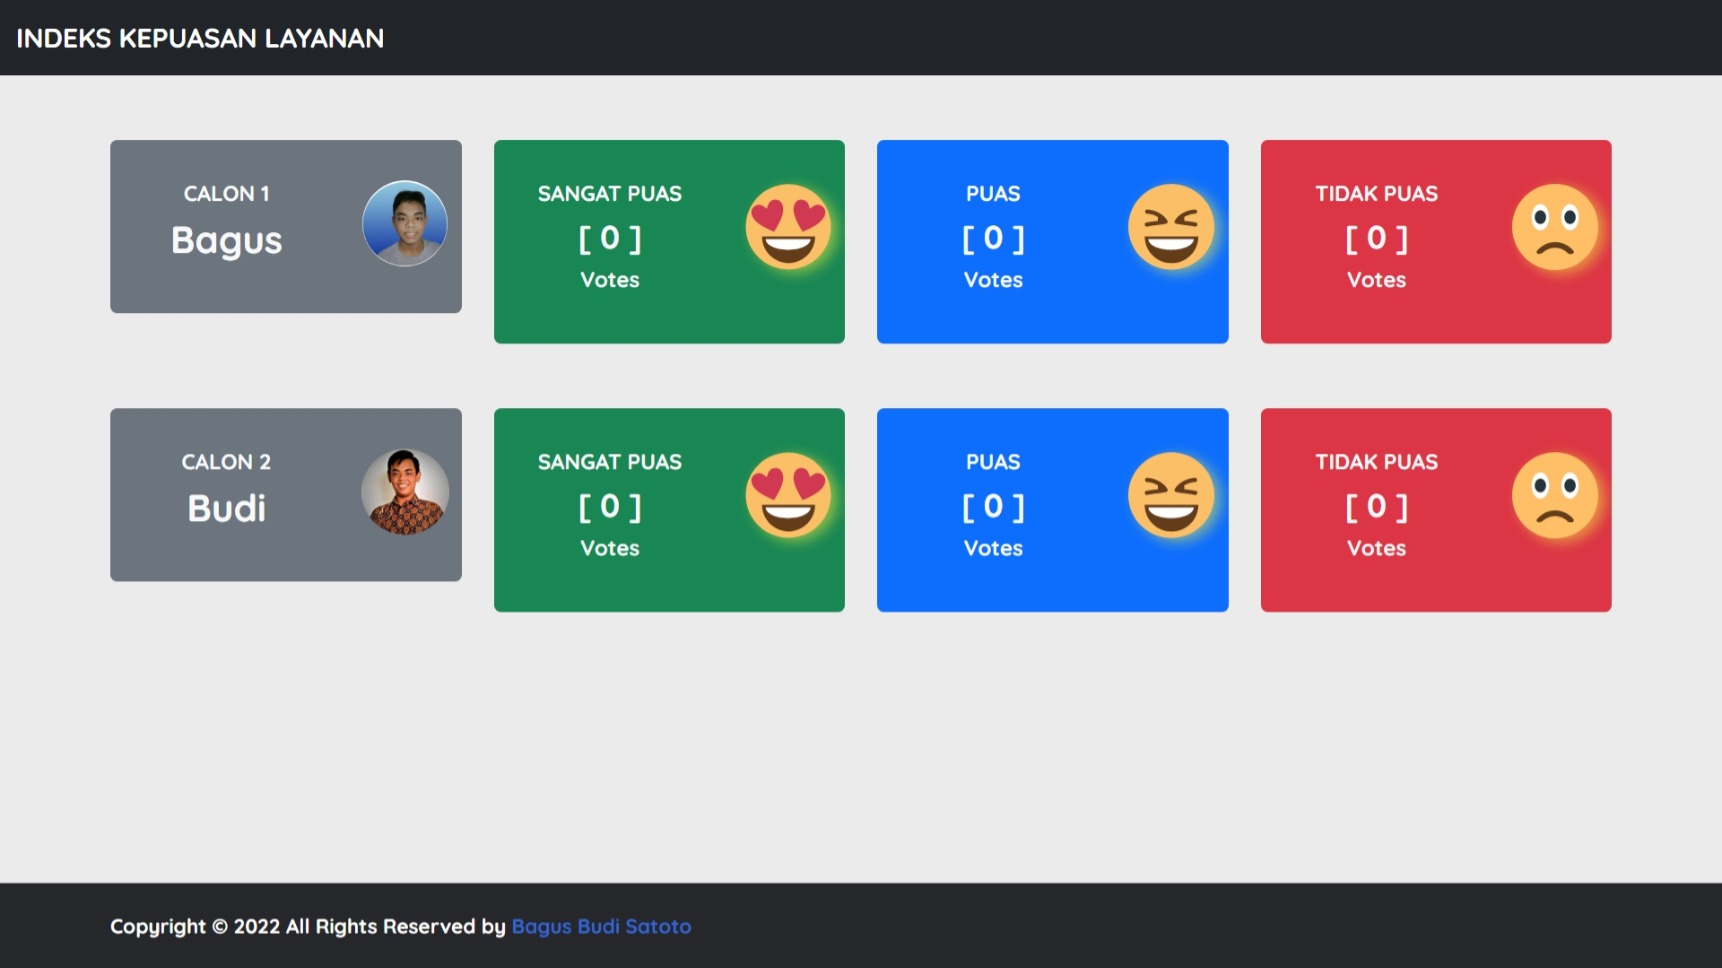 INDEKS KEPUASAN LAYANAN
CALON 1
Bagus
SANGAT PUAS
[ 0 ]
Votes
PUAS
[ 0 ]
Votes
TIDAK PUAS
[ 0 ]
Votes
CALON 2
Budi
SANGAT PUAS
[ 0 ]
Votes
PUAS
[ 0 ]
Votes
TIDAK PUAS
[ 0 ]
Votes
Copyright © 2022 All Rights Reserved by Bagus Budi Satoto